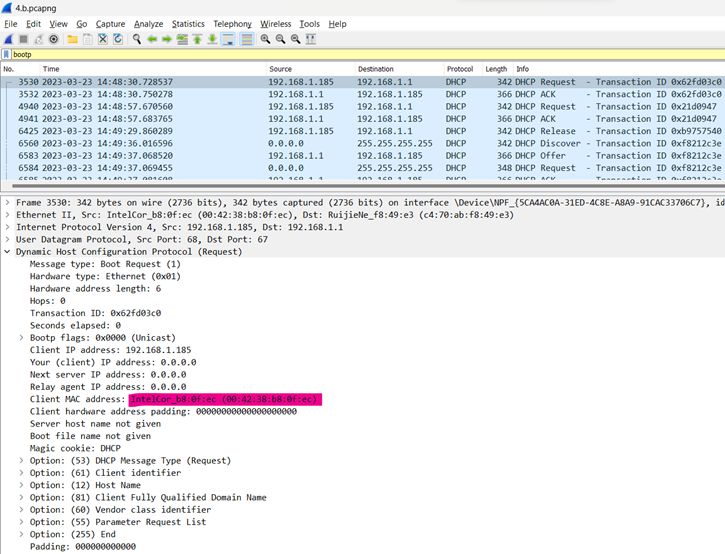 4.b.pcapng
File Edit View Go Capture Analyze Statistics Telephony Wireless Tools Help
bootp
No. Time Source Destination Protocol Length Info
3530 2023-03-23 14:48:30.728537 192.168.1.185 192.168.1.1 DHCP 342 DHCP Request - Transaction ID 0x62fd03c0
3532 2023-03-23 14:48:30.750278 192.168.1.1 192.168.1.185 DHCP 366 DHCP ACK - Transaction ID 0x62fd03c0
4940 2023-03-23 14:48:57.670560 192.168.1.185 192.168.1.1 DHCP 342 DHCP Request - Transaction ID 0x21d0947
4941 2023-03-23 14:48:57.683765 192.168.1.1 192.168.1.185 DHCP 366 DHCP ACK - Transaction ID 0x21d0947
6425 2023-03-23 14:49:29.860289 192.168.1.185 192.168.1.1 DHCP 342 DHCP Release - Transaction ID 0xb9757540
6560 2023-03-23 14:49:36.016596 0.0.0.0 255.255.255.255 DHCP 342 DHCP Discover - Transaction ID 0xf8212c3e
6583 2023-03-23 14:49:37.068520 192.168.1.1 192.168.1.185 DHCP 366 DHCP Offer - Transaction ID 0xf8212c3e
6584 2023-03-23 14:49:37.069455 0.0.0.0 255.255.255.255 DHCP 348 DHCP Request - Transaction ID 0xf8212c3e
Frame 3530: 342 bytes on wire (2736 bits), 342 bytes captured (2736 bits) on interface \Device\NPF_{5CA4AC0A-31ED-4C8E-A8A9-91CAC33706C7}, id
Ethernet II, Src: IntelCor_b8:0f:ec (00:42:38:b8:0f:ec), Dst: RuijieNe_f8:49:e3 (c4:70:ab:f8:49:e3)
Internet Protocol Version 4, Src: 192.168.1.185, Dst: 192.168.1.1
User Datagram Protocol, Src Port: 68, Dst Port: 67
Dynamic Host Configuration Protocol (Request)
Message type: Boot Request (1)
Hardware type: Ethernet (0x01)
Hardware address length: 6
Hops: 0
Transaction ID: 0x62fd03c0
Seconds elapsed: 0
Bootp flags: 0x0000 (Unicast)
Client IP address: 192.168.1.185
Your (client) IP address: 0.0.0.0
Next server IP address: 0.0.0.0
Relay agent IP address: 0.0.0.0
Client MAC address: IntelCor_b8:0f:ec (00:42:38:b8:0f:ec)
Client hardware address padding: 00000000000000000000
Server host name not given
Boot file name not given
Magic cookie: DHCP
Option: (53) DHCP Message Type (Request)
Option: (61) Client identifier
Option: (12) Host Name
Option: (81) Client Fully Qualified Domain Name
Option: (60) Vendor class identifier
Option: (55) Parameter Request List
Option: (255) End
Padding: 000000000000